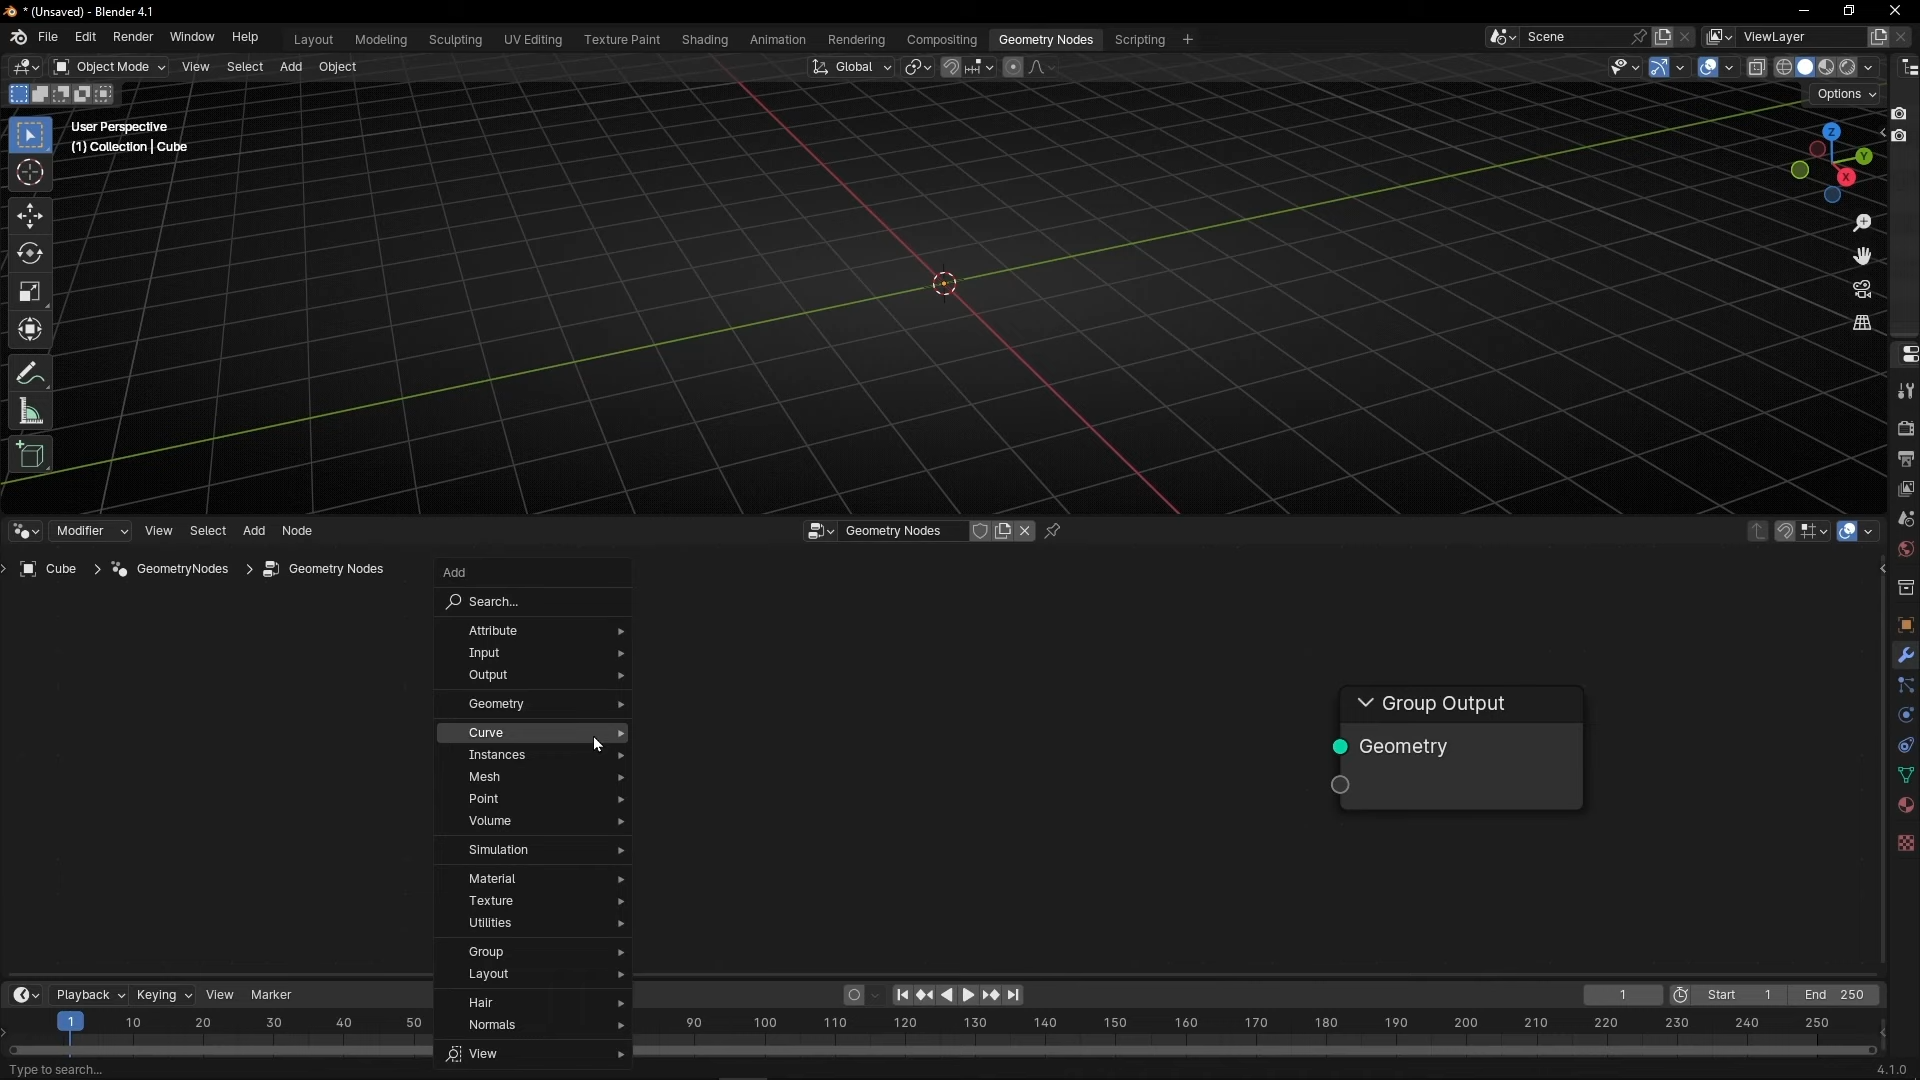 * (Unsaved) - Blender 4.1
File Edit Render Window Help Layout Modeling Sculpting UV Editing Texture Paint Shading Animation Rendering Compositing Geometry Nodes Scripting + Scene ViewLayer
Object Mode View Select Add Object Global
Options
User Perspective
(1) Collection | Cube
Z
Y
X
Modifier View Select Add Node Geometry Nodes
Cube > GeometryNodes > Geometry Nodes
Add
Search...
Attribute
Input
Output
Geometry
Curve
Instances
Mesh
Point
Volume
Simulation
Material
Texture
Utilities
Group
Layout
Hair
Normals
View
Group Output
Geometry
Playback Keying View Marker 1 Start 1 End 250
1 10 20 30 40 50 90 100 110 120 130 140 150 160 170 180 190 200 210 220 230 240 250
Type to search... 4.1.0